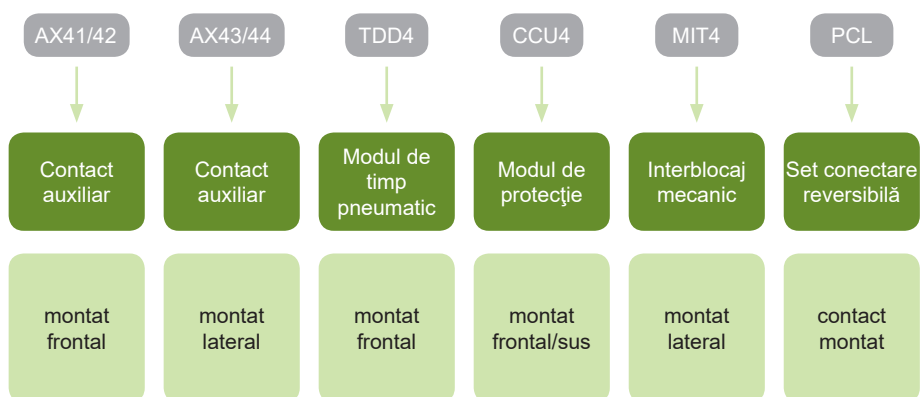 AX41/42
AX43/44
TDD4
CCU4
MIT4
PCL
Contact
auxiliar
Contact
auxiliar
Modul de
timp
pneumatic
Modul de
protecţie
Interblocaj
mecanic
Set conectare
reversibilă
montat
frontal
montat
lateral
montat
frontal
montat
frontal/sus
montat
lateral
contact
montat